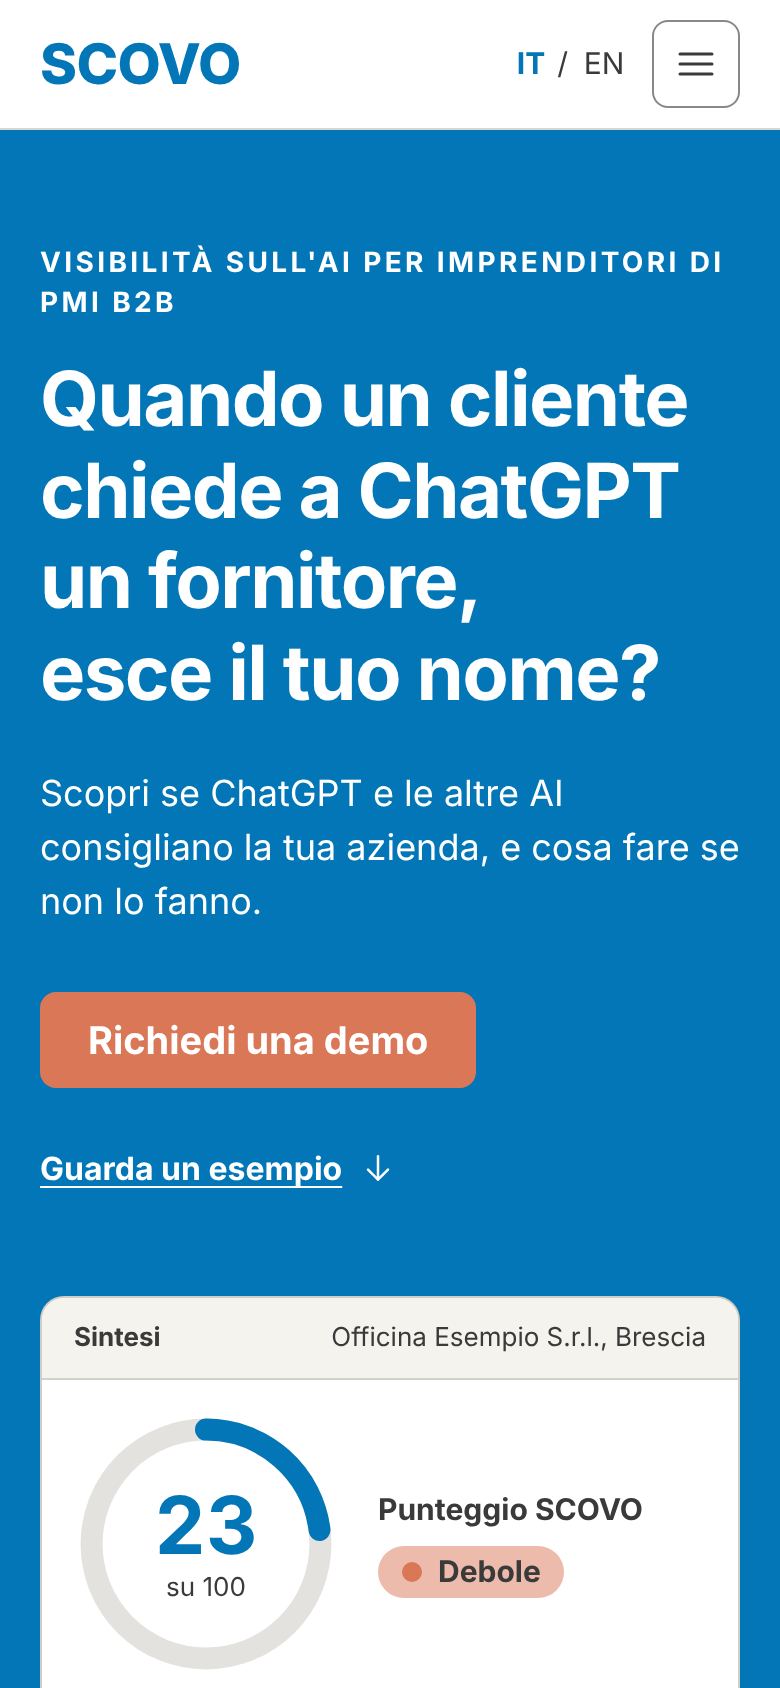 SCOVO
IT / EN
VISIBILITÀ SULL'AI PER IMPRENDITORI DI
PMI B2B
Quando un cliente
chiede a ChatGPT
un fornitore,
esce il tuo nome?
Scopri se ChatGPT e le altre AI
consigliano la tua azienda, e cosa fare se
non lo fanno.
Richiedi una demo
Guarda un esempio ↓
Sintesi
Officina Esempio S.r.l., Brescia
23
su 100
Punteggio SCOVO
Debole